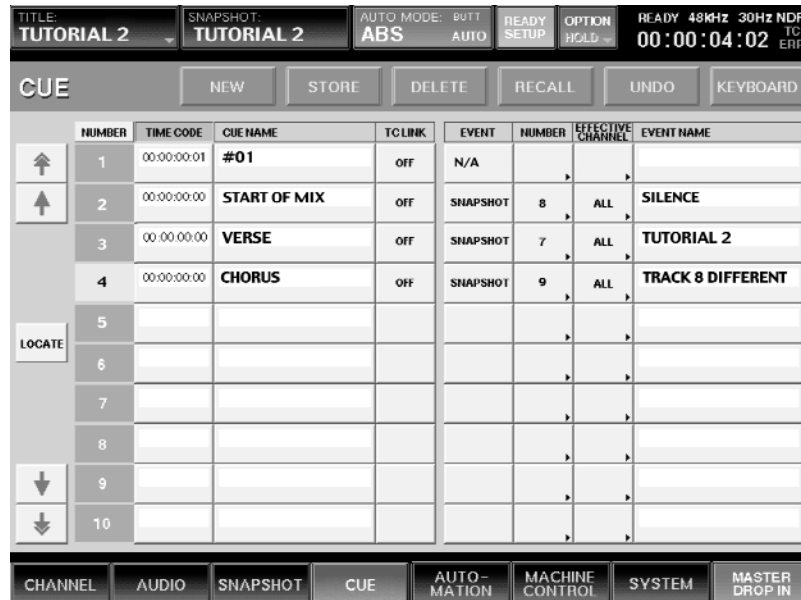 TITLE:
TUTORIAL 2
SNAPSHOT:
TUTORIAL 2
AUTO MODE: BUTT
ABS AUTO
READY
SETUP
OPTION
HOLD
READY 48KHz 30Hz NDF
00:00:04:02 TC
ERR
CUE NEW STORE DELETE RECALL UNDO KEYBOARD
NUMBER TIME CODE CUE NAME TC LINK EVENT NUMBER EFFECTIVE CHANNEL EVENT NAME
1 00:00:00:01 #01 OFF N/A
2 00:00:00:00 START OF MIX OFF SNAPSHOT 8 ALL SILENCE
3 00:00:00:00 VERSE OFF SNAPSHOT 7 ALL TUTORIAL 2
4 00:00:00:00 CHORUS OFF SNAPSHOT 9 ALL TRACK 8 DIFFERENT
5
LOCATE
6
7
8
9
10
CHANNEL AUDIO SNAPSHOT CUE AUTO-MATION MACHINE CONTROL SYSTEM MASTER DROP IN